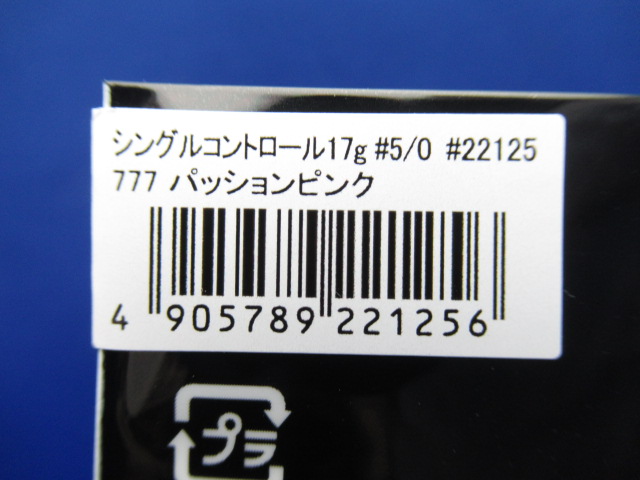 シングルコントロール17g #5/0 #22125
777 パッションピンク
4 905789 221256
プラ